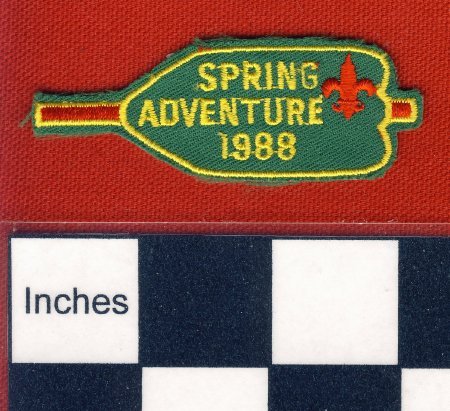 SPRING
ADVENTURE
1988
Inches